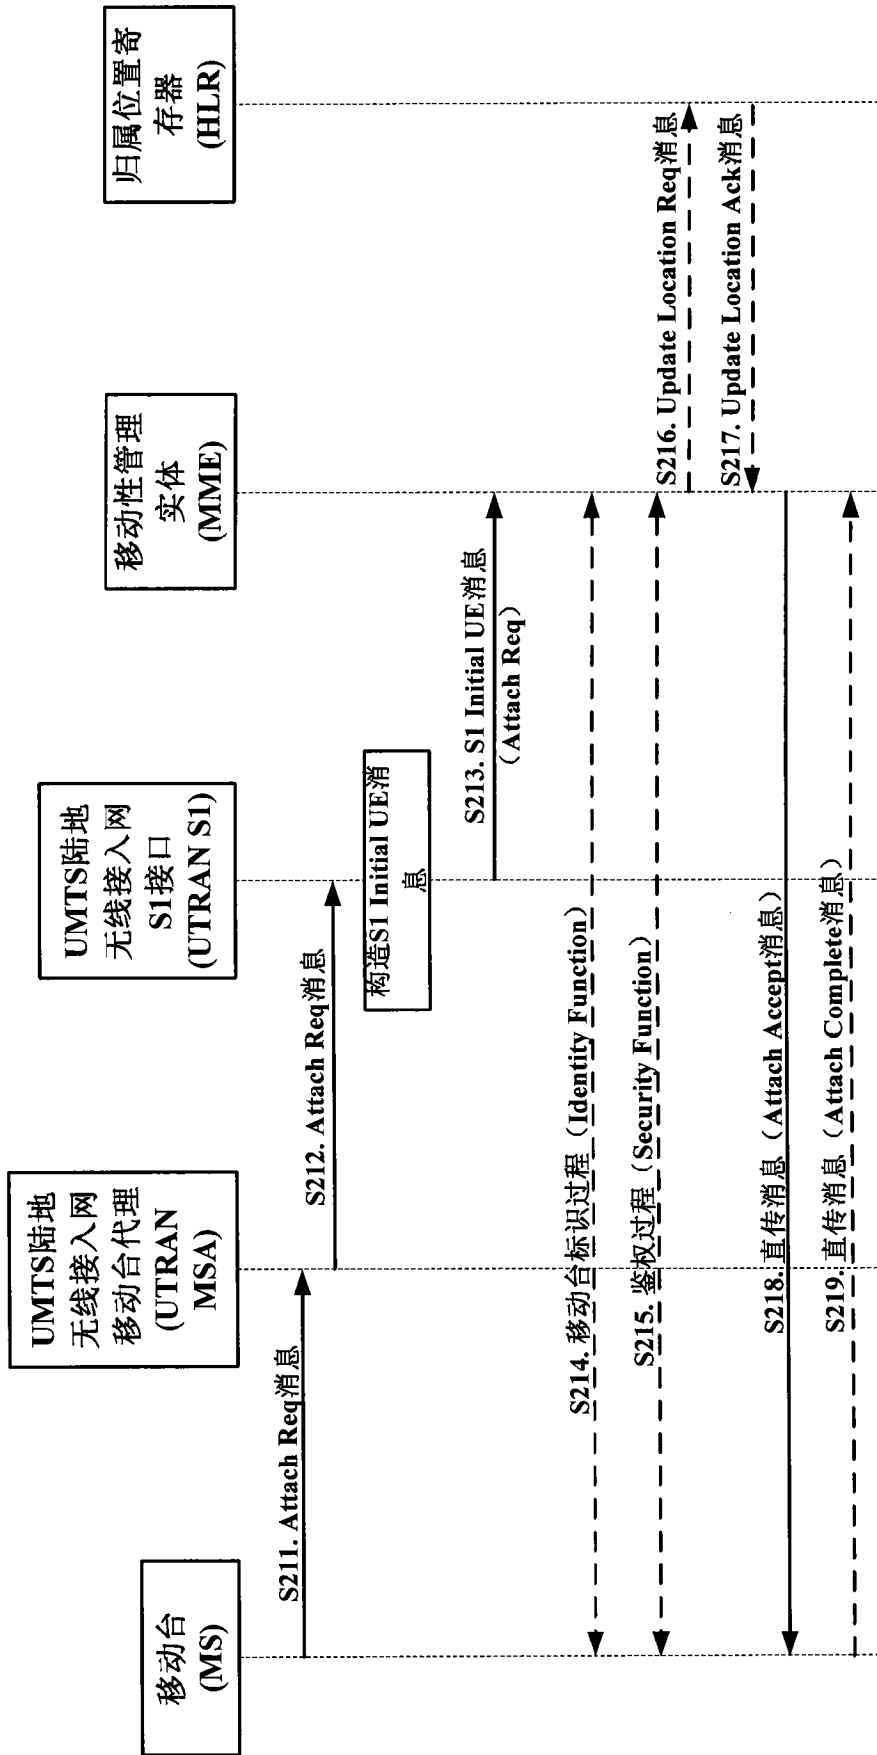 移动台
(MS)
UMTS陆地
无线接入网
移动台代理
(UTRAN
MSA)
UMTS陆地
无线接入网
S1接口
(UTRAN S1)
移动性管理
实体
(MME)
归属位置寄
存器
(HLR)
S211. Attach Req消息
S212. Attach Req消息
构造S1 Initial UE消
息
S213. S1 Initial UE消息
（Attach Req）
S214. 移动台标识过程（Identity Function）
S215. 鉴权过程（Security Function）
S216. Update Location Req消息
S217. Update Location Ack消息
S218. 直传消息（Attach Accept消息）
S219. 直传消息（Attach Complete消息）